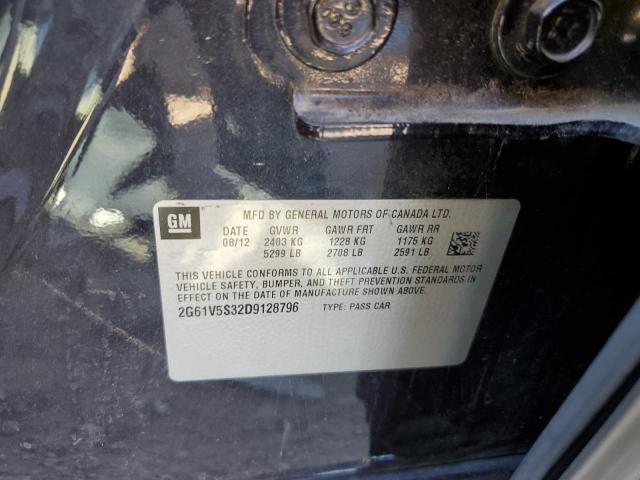 GM
MFD BY GENERAL MOTORS OF CANADA LTD.
DATE GVWR GAWR FRT GAWR RR
08/12 2403 KG 1228 KG 1175 KG
5299 LB 2708 LB 2591 LB
THIS VEHICLE CONFORMS TO ALL APPLICABLE U.S. FEDERAL MOTOR
VEHICLE SAFETY, BUMPER, AND THEFT PREVENTION STANDARDS
IN EFFECT ON THE DATE OF MANUFACTURE SHOWN ABOVE.
2G61V5S32D9128796 TYPE: PASS CAR